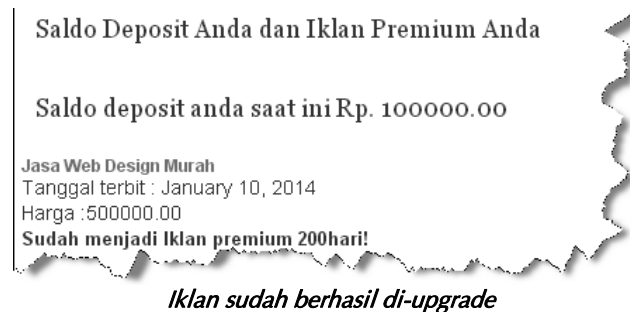 Saldo Deposit Anda dan Iklan Premium Anda
Saldo deposit anda saat ini Rp. 100000.00
Jasa Web Design Murah
Tanggal terbit : January 10, 2014
Harga :500000.00
Sudah menjadi Iklan premium 200hari!
Iklan sudah berhasil di-upgrade